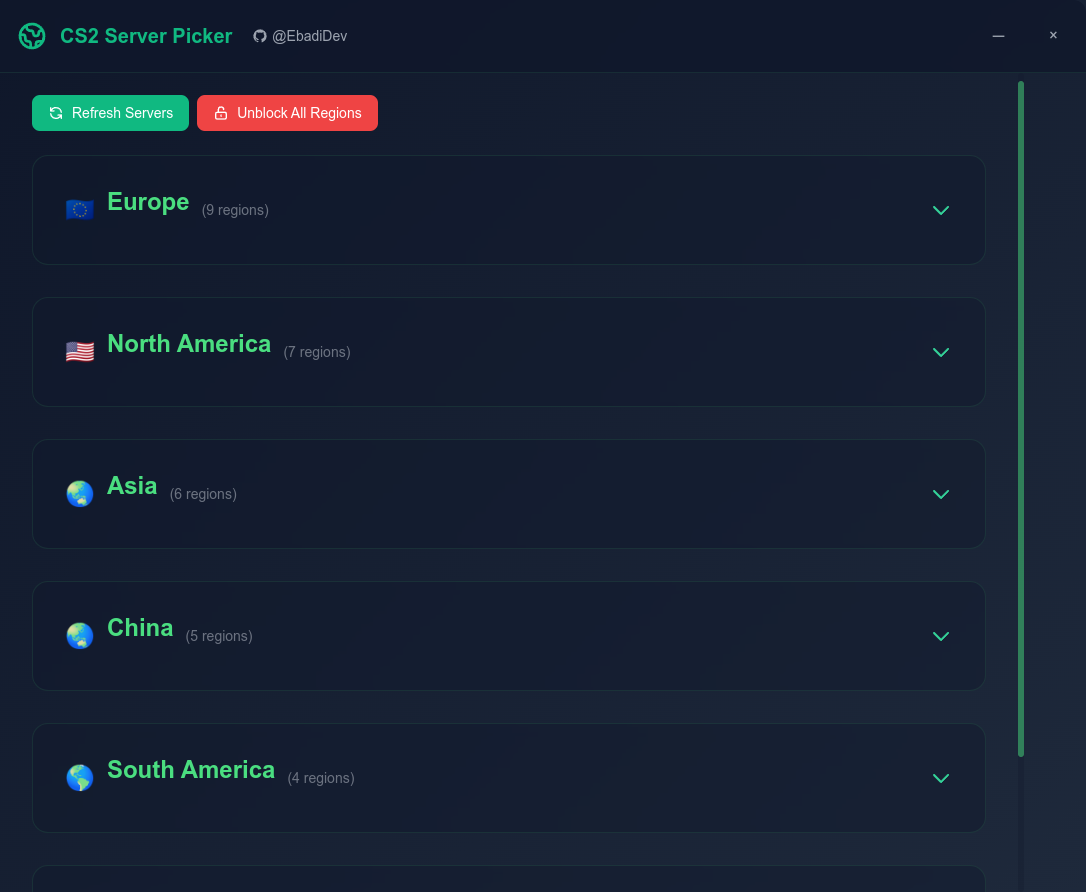 CS2 Server Picker @EbadiDev
Refresh Servers Unblock All Regions
Europe (9 regions)
North America (7 regions)
Asia (6 regions)
China (5 regions)
South America (4 regions)